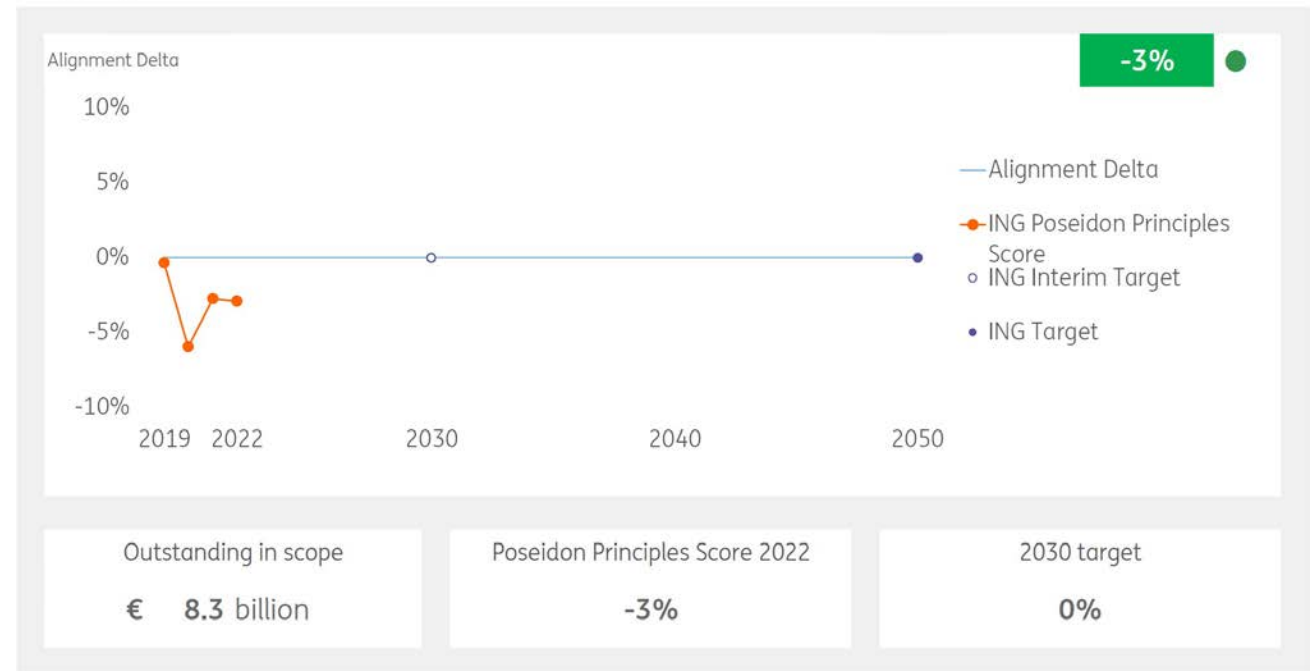 Alignment Delta
-3%
10%
5%
0%
-5%
-10%
2019 2022 2030 2040 2050
Alignment Delta
ING Poseidon Principles
Score
ING Interim Target
ING Target
Outstanding in scope
€ 8.3 billion
Poseidon Principles Score 2022
-3%
2030 target
0%